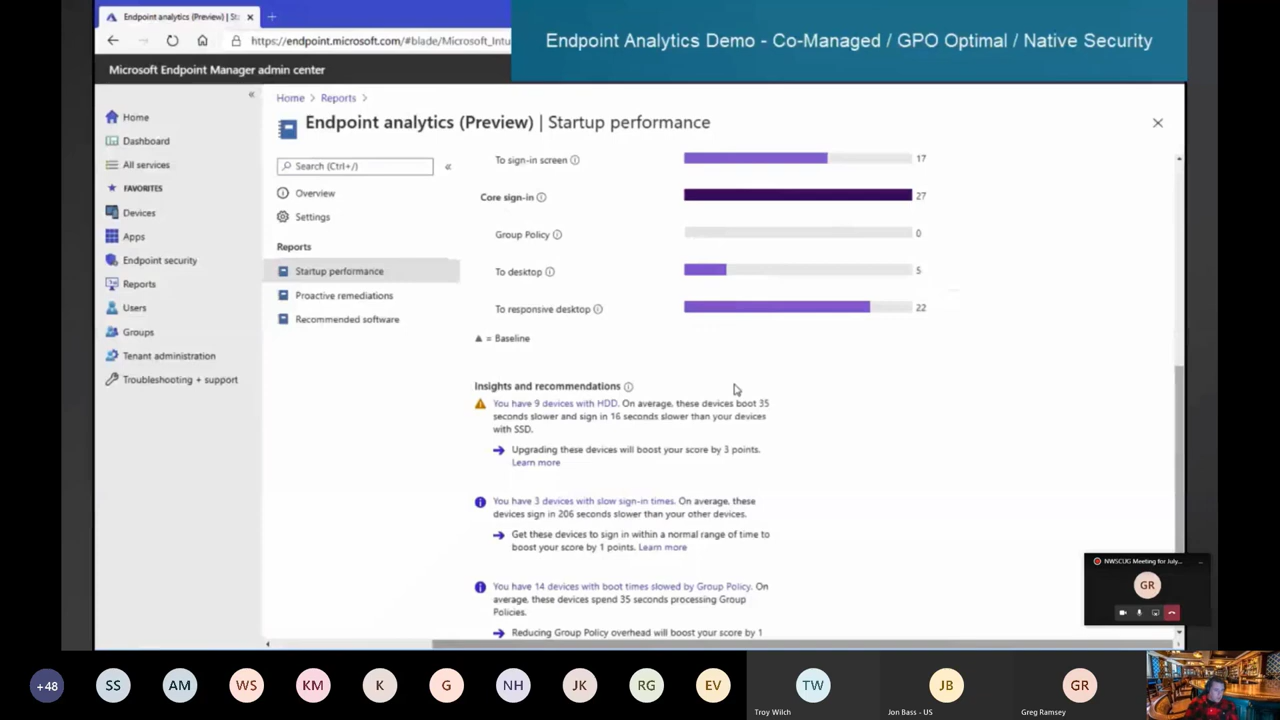 Endpoint analytics (Preview) | St
https://endpoint.microsoft.com/#blade/Microsoft_Intu
Endpoint Analytics Demo - Co-Managed / GPO Optimal / Native Security
Microsoft Endpoint Manager admin center
Home
Dashboard
All services
FAVORITES
Devices
Apps
Endpoint security
Reports
Users
Groups
Tenant administration
Troubleshooting + support
Home > Reports >
Endpoint analytics (Preview) | Startup performance
Search (Ctrl+/)
Overview
Settings
Reports
Startup performance
Proactive remediations
Recommended software
To sign-in screen 17
Core sign-in 27
Group Policy 0
To desktop 5
To responsive desktop 22
▲ = Baseline
Insights and recommendations
You have 9 devices with HDD. On average, these devices boot 35
seconds slower and sign in 16 seconds slower than your devices
with SSD.
Upgrading these devices will boost your score by 3 points.
Learn more
You have 3 devices with slow sign-in times. On average, these
devices sign in 206 seconds slower than your other devices.
Get these devices to sign in within a normal range of time to
boost your score by 1 points. Learn more
You have 14 devices with boot times slowed by Group Policy. On
average, these devices spend 35 seconds processing Group
Policies.
Reducing Group Policy overhead will boost your score by 1
NWSCUG Meeting for July...
GR
+48
SS
AM
WS
KM
K
G
NH
JK
RG
EV
TW
Troy Wilch
JB
Jon Bass - US
GR
Greg Ramsey